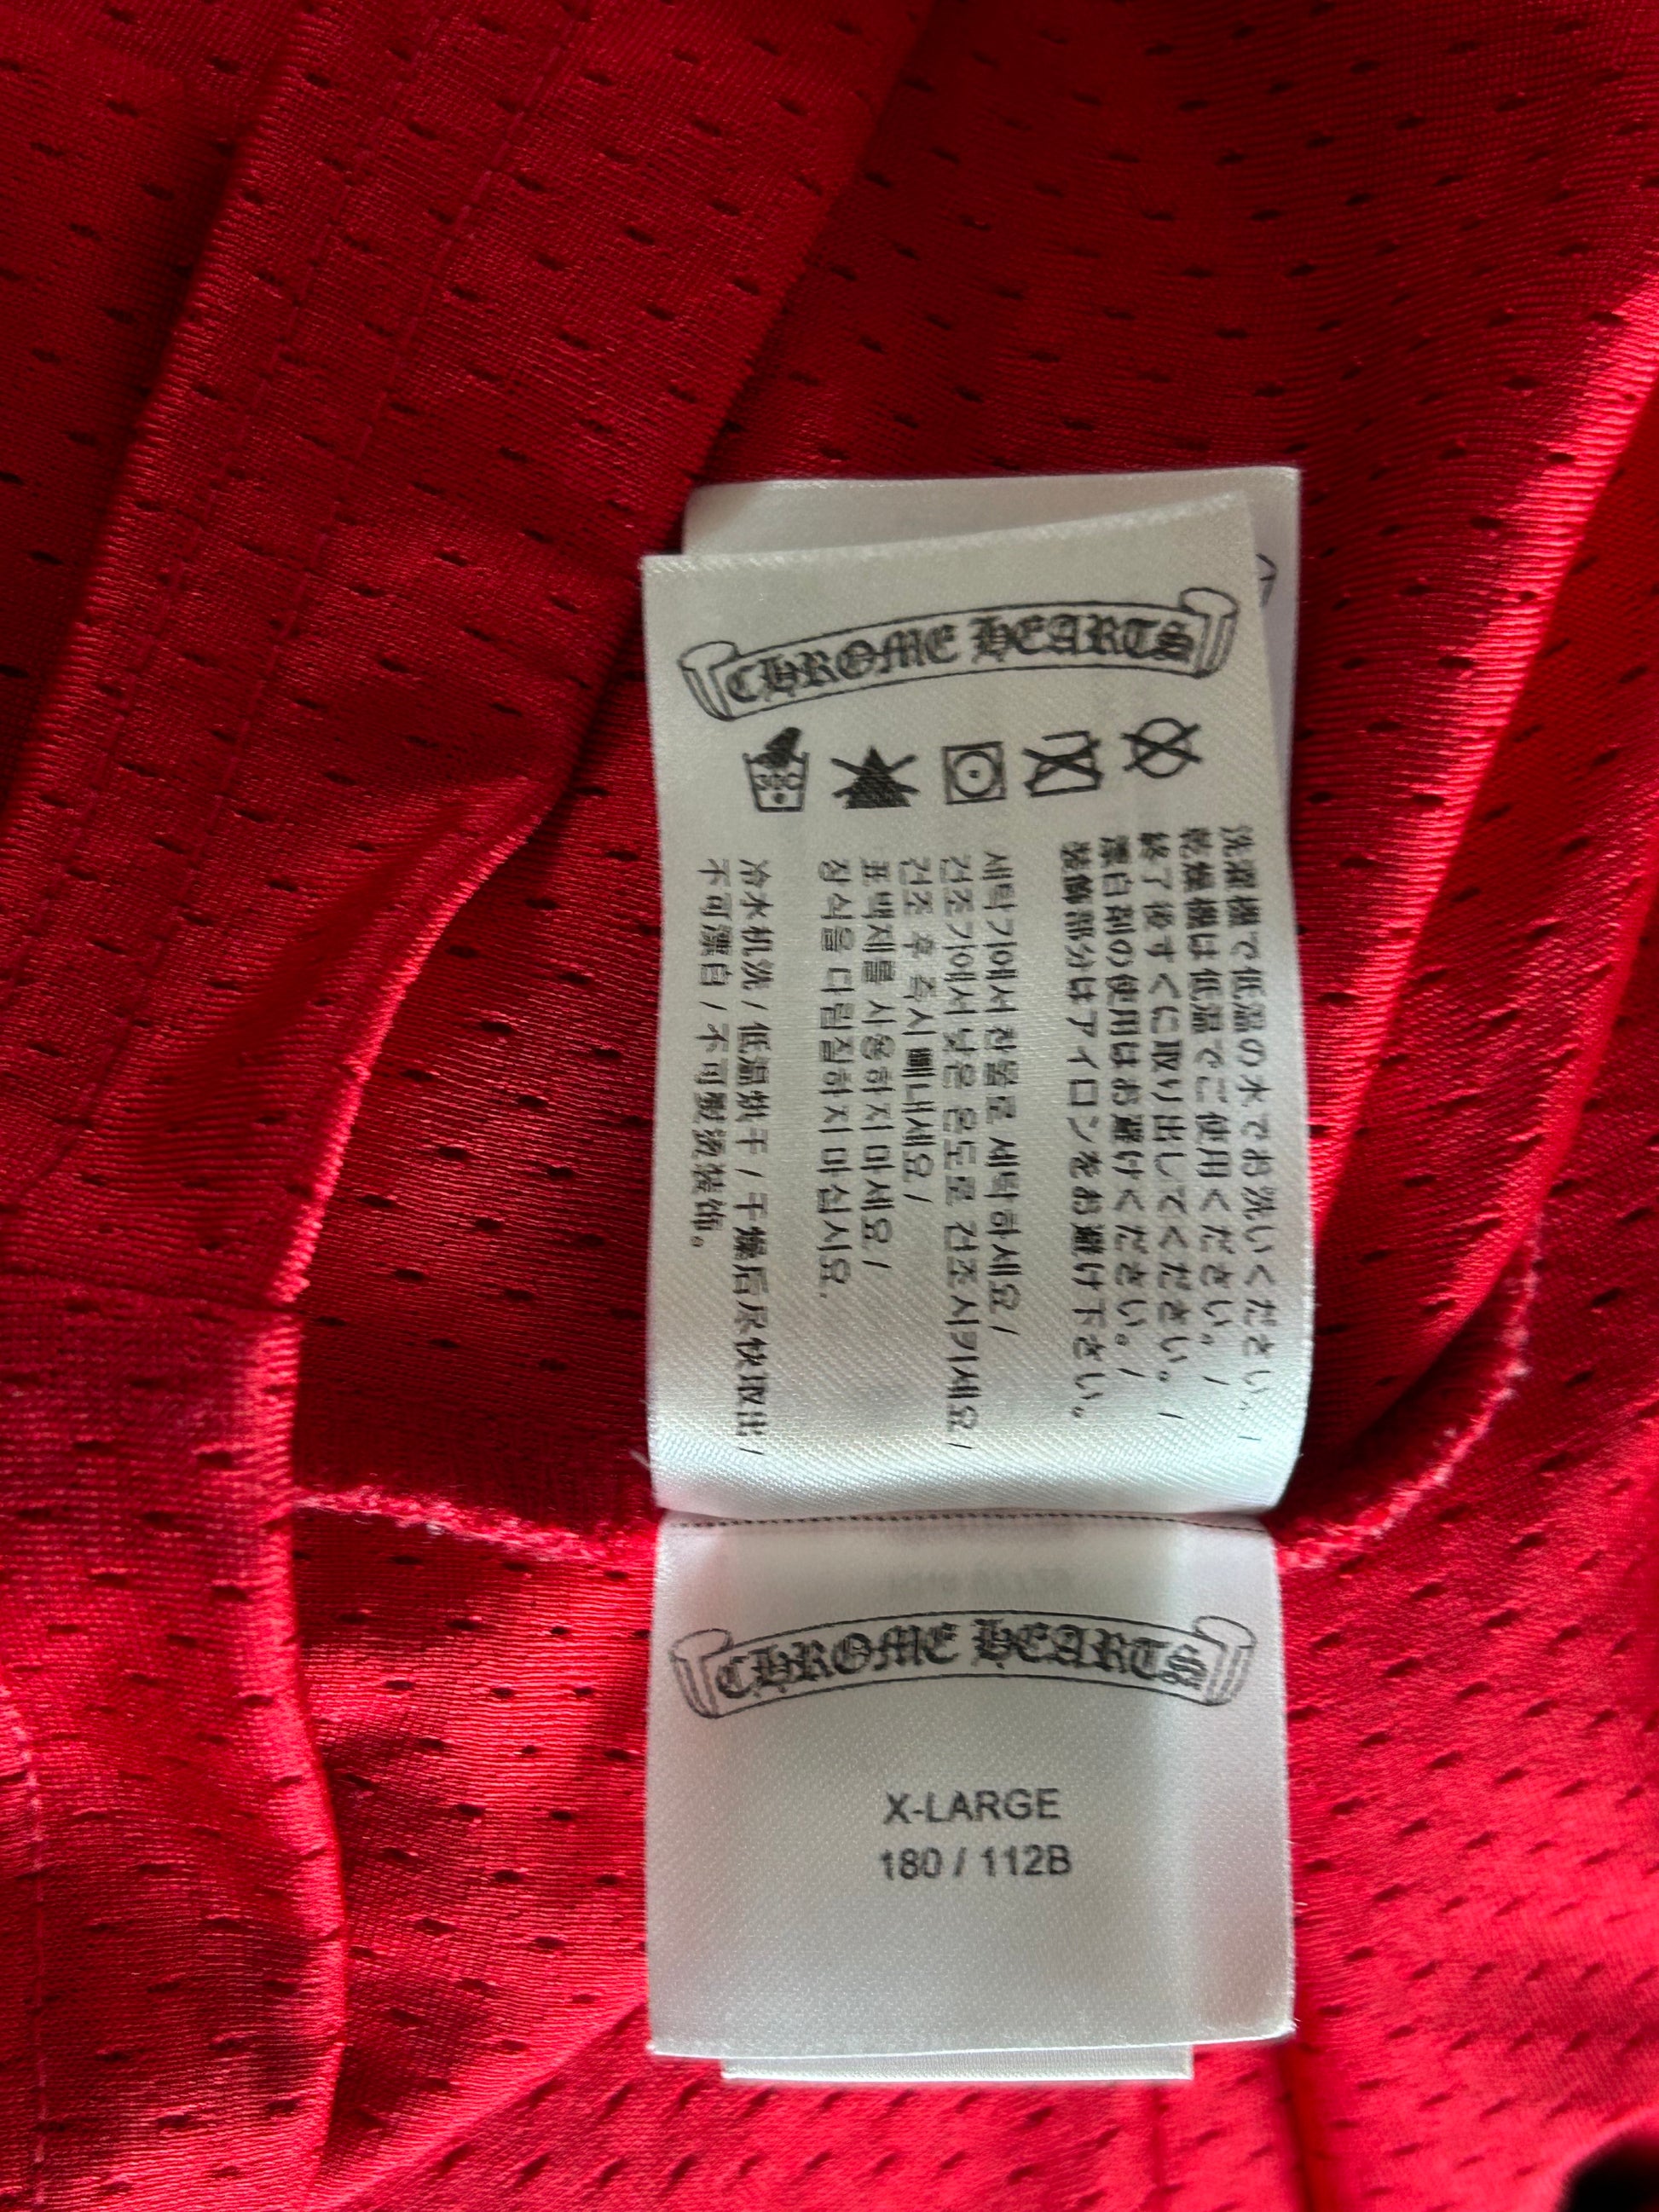 CHROME HEARTS
洗濯機で低温の水でお洗いください。/
乾燥機は低温でご使用ください。/
終了後すぐに取り出してください。/
漂白剤の使用はお避けください。/
装飾部分はアイロンをお避け下さい。
세탁기에서 찬물로 세탁하세요/
건조기에서 낮은 온도로 건조시키세요/
건조 후 즉시 빼내세요/
표백제를 사용하지 마세요/
장식을 다림질하지 마십시요.
冷水机洗 / 低温烘干 / 干燥后尽快取出 /
不可漂白 / 不可熨烫装饰。
CHROME HEARTS
X-LARGE
180 / 112B